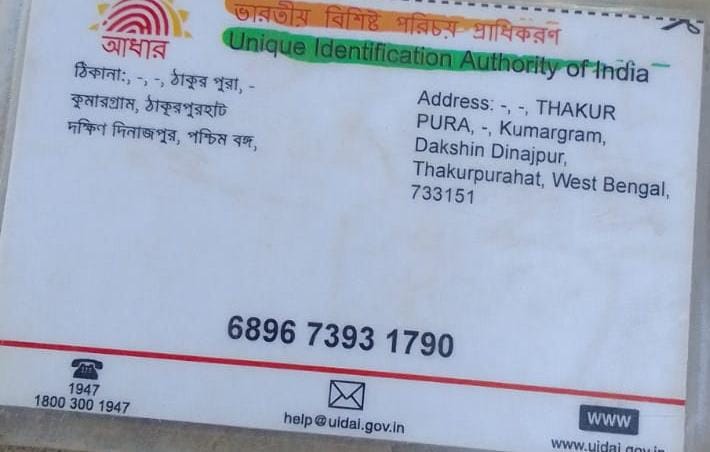 ভারতীয় বিশিষ্ট পরিচয় প্রাধিকরণ
আধার
Unique Identification Authority of India
ঠিকানা:, -, -, ঠাকুর পুরা, -
কুমারগ্রাম, ঠাকুরপুরহাট
দক্ষিণ দিনাজপুর, পশ্চিম বঙ্গ,
Address: -, -, THAKUR
PURA, -, Kumargram,
Dakshin Dinajpur,
Thakurpurahat, West Bengal,
733151
6896 7393 1790
1947
1800 300 1947
help@uidai.gov.in
WWW
www.uidai.gov.in